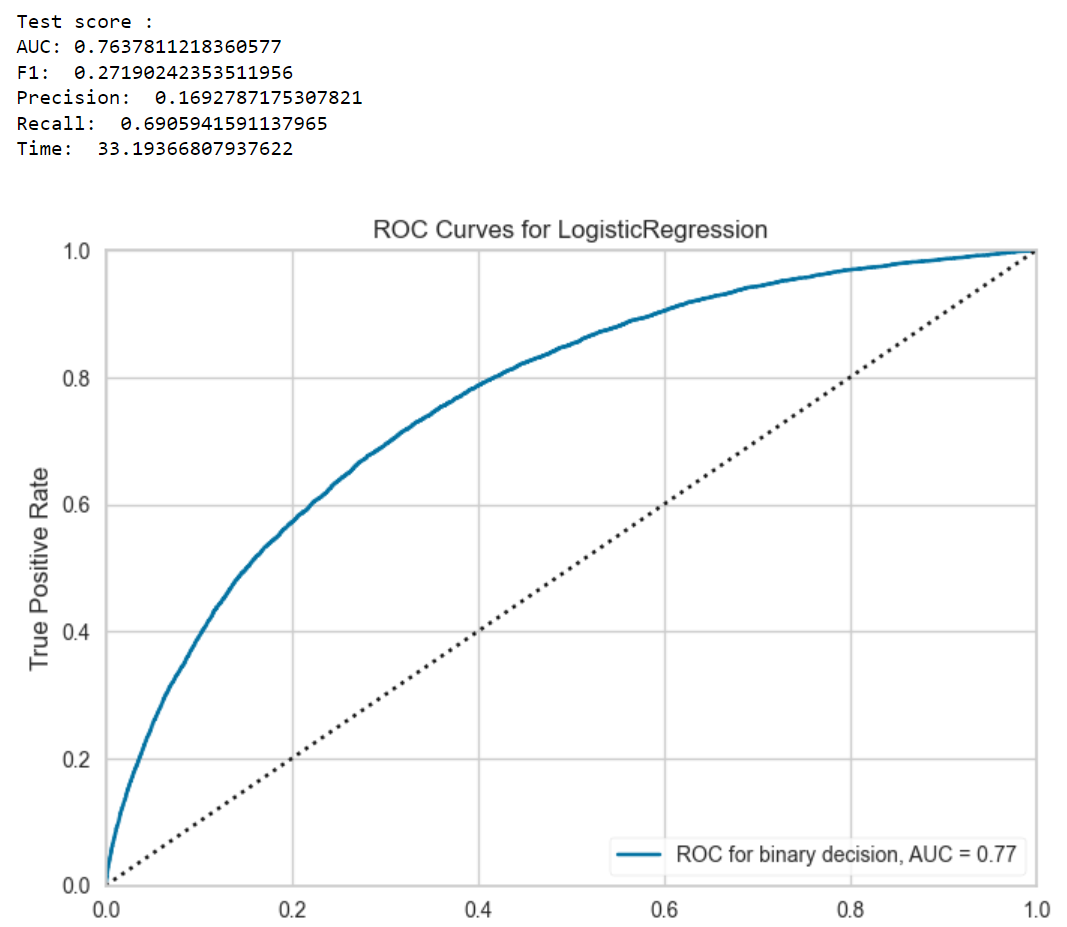 Test score :
AUC: 0.7637811218360577
F1:  0.27190242353511956
Precision:  0.1692787175307821
Recall:  0.6905941591137965
Time:  33.19366807937622
ROC Curves for LogisticRegression
1.0
0.8
0.6
0.4
0.2
0.0
True Positive Rate
ROC for binary decision, AUC = 0.77
0.0 0.2 0.4 0.6 0.8 1.0